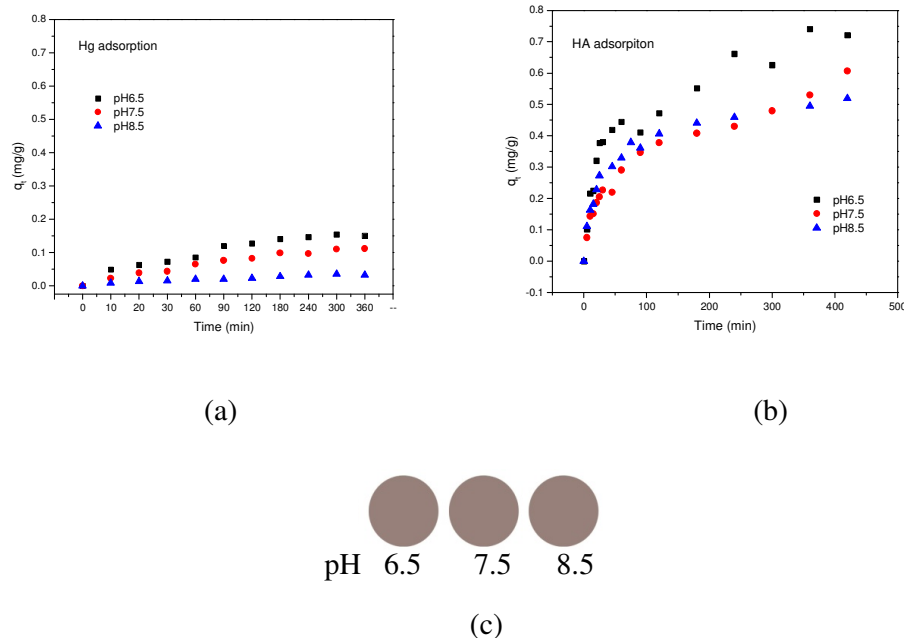 Hg adsorption
pH6.5
pH7.5
pH8.5
qt (mg/g)
0.8
0.7
0.6
0.5
0.4
0.3
0.2
0.1
0.0
0 10 20 30 60 90 120 180 240 300 360 --
Time (min)
(a)
HA adsorpiton
pH6.5
pH7.5
pH8.5
qt (mg/g)
0.8
0.7
0.6
0.5
0.4
0.3
0.2
0.1
0.0
-0.1
0 100 200 300 400 500
Time (min)
(b)
pH 6.5 7.5 8.5
(c)